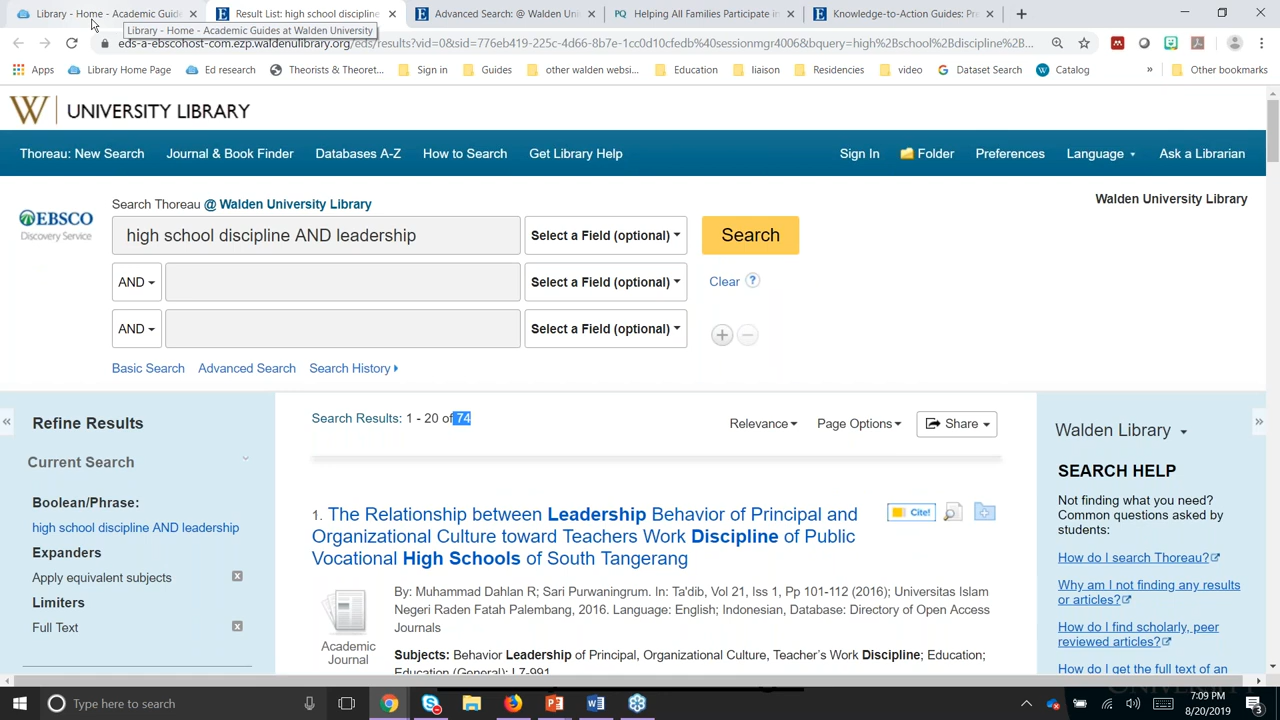 Library - Home - Academic Guid
Result List: high school discipline
Advanced Search: @ Walden Uni
PQ Helping All Families Participate in
Knowledge-to-Action Guides: Pre
Library - Home - Academic Guides at Walden University
eds-a-ebscohost-com.ezp.waldenulibrary.org/eds/results?vid=0&sid=776eb419-225c-4d66-8b7e-1cc0d10cfedb%40sessionmgr4006&bquery=high%2Bschool%2Bdiscipline%2B...
Apps Library Home Page Ed research Theorists & Theoret... Sign in Guides other walden websi... Education liaison Residencies video Dataset Search Catalog » Other bookmarks
W UNIVERSITY LIBRARY
Thoreau: New Search Journal & Book Finder Databases A-Z How to Search Get Library Help Sign In Folder Preferences Language Ask a Librarian
Search Thoreau @ Walden University Library
Walden University Library
EBSCO
Discovery Service
high school discipline AND leadership
Select a Field (optional)
Search
AND
Select a Field (optional)
Clear ?
AND
Select a Field (optional)
Basic Search Advanced Search Search History
« Refine Results
Current Search
Boolean/Phrase:
high school discipline AND leadership
Expanders
Apply equivalent subjects x
Limiters
Full Text x
Search Results: 1 - 20 of 74
Relevance Page Options Share
1. The Relationship between Leadership Behavior of Principal and
Organizational Culture toward Teachers Work Discipline of Public
Vocational High Schools of South Tangerang
Cite!
Academic
Journal
By: Muhammad Dahlan R; Sari Purwaningrum. In: Ta'dib, Vol 21, Iss 1, Pp 101-112 (2016); Universitas Islam
Negeri Raden Fatah Palembang, 2016. Language: English; Indonesian, Database: Directory of Open Access
Journals
Subjects: Behavior Leadership of Principal, Organizational Culture, Teacher´s Work Discipline; Education;
Education (General); L7-991
»
Walden Library
SEARCH HELP
Not finding what you need?
Common questions asked by
students:
How do I search Thoreau?
Why am I not finding any results
or articles?
How do I find scholarly, peer
reviewed articles?
How do I get the full text of an
Type here to search
7:09 PM
8/20/2019
3